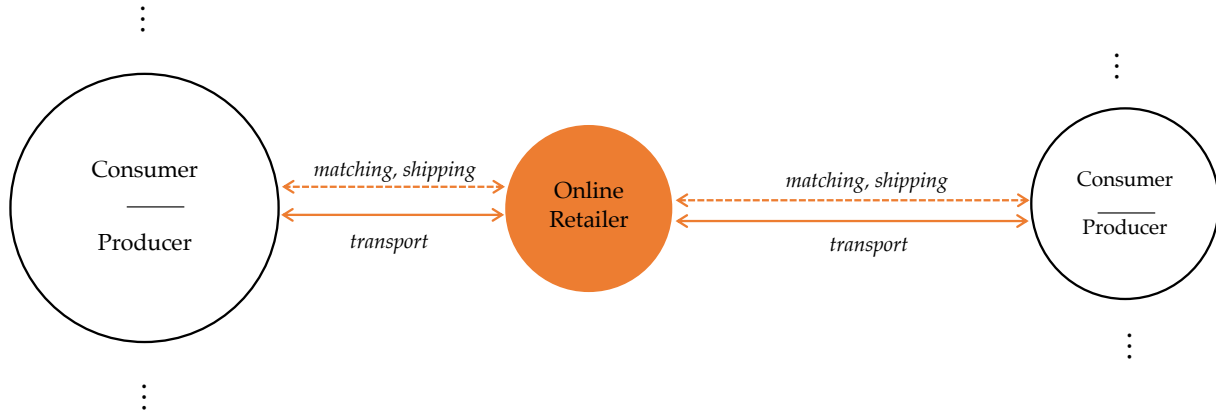 Consumer
Producer
matching, shipping
transport
Online
Retailer
matching, shipping
transport
Consumer
Producer